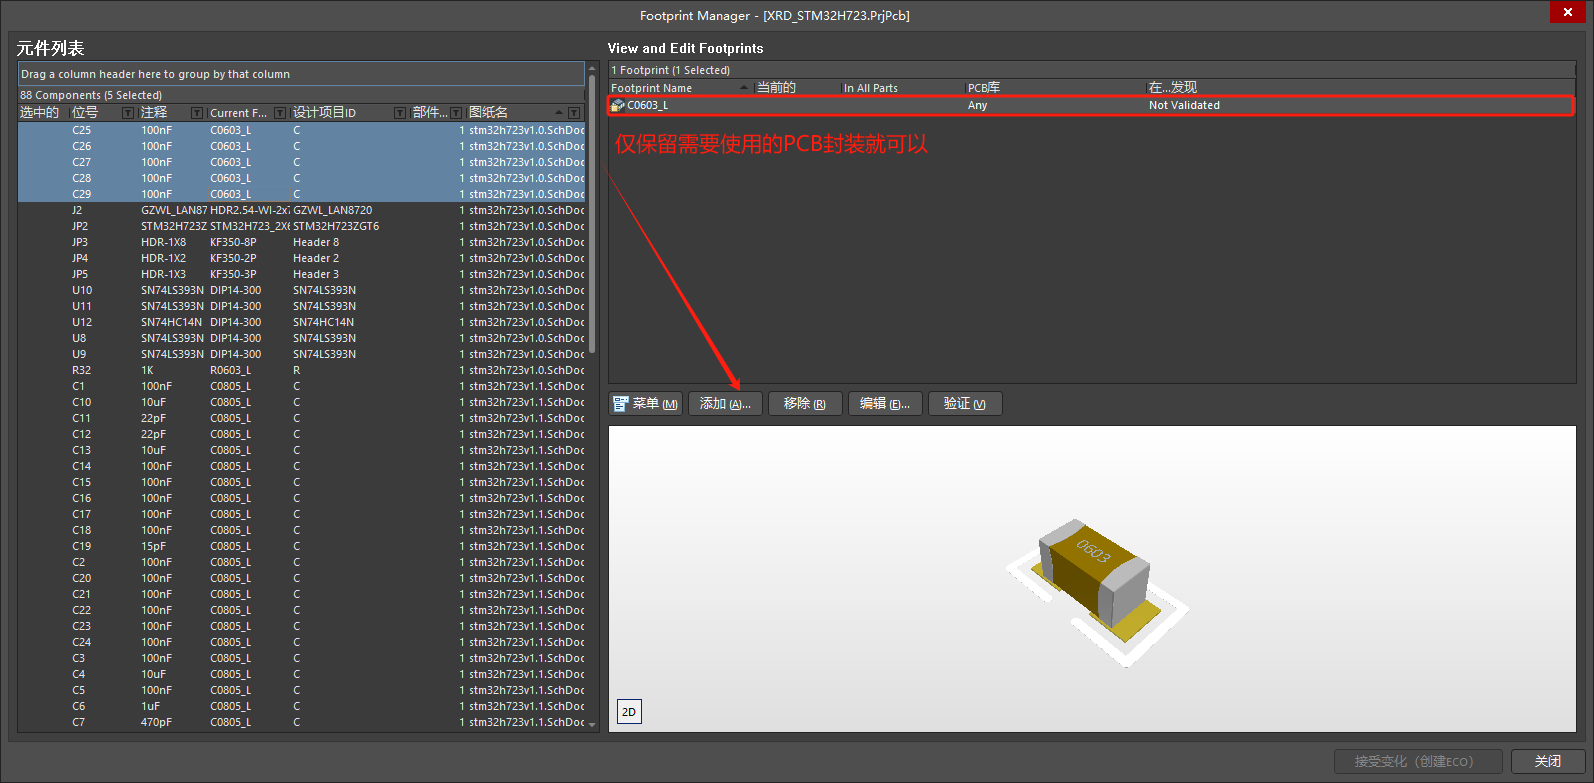 Footprint Manager - [XRD_STM32H723.PrjPcb]
元件列表
Drag a column header here to group by that column
88 Components (5 Selected)
选中的 位号 注释 Current F... 设计项目ID 部件... 图纸名
C25 100nF C0603_L C 1 stm32h723v1.0.SchDoc
C26 100nF C0603_L C 1 stm32h723v1.0.SchDoc
C27 100nF C0603_L C 1 stm32h723v1.0.SchDoc
C28 100nF C0603_L C 1 stm32h723v1.0.SchDoc
C29 100nF C0603_L C 1 stm32h723v1.0.SchDoc
J2 GZWL_LAN87 HDR2.54-WI-2x7 GZWL_LAN8720 1 stm32h723v1.0.SchDoc
JP2 STM32H723Z STM32H723_2X6 STM32H723ZGT6 1 stm32h723v1.0.SchDoc
JP3 HDR-1X8 KF350-8P Header 8 1 stm32h723v1.0.SchDoc
JP4 HDR-1X2 KF350-2P Header 2 1 stm32h723v1.0.SchDoc
JP5 HDR-1X3 KF350-3P Header 3 1 stm32h723v1.0.SchDoc
U10 SN74LS393N DIP14-300 SN74LS393N 1 stm32h723v1.0.SchDoc
U11 SN74LS393N DIP14-300 SN74LS393N 1 stm32h723v1.0.SchDoc
U12 SN74HC14N DIP14-300 SN74HC14N 1 stm32h723v1.0.SchDoc
U8 SN74LS393N DIP14-300 SN74LS393N 1 stm32h723v1.0.SchDoc
U9 SN74LS393N DIP14-300 SN74LS393N 1 stm32h723v1.0.SchDoc
R32 1K R0603_L R 1 stm32h723v1.0.SchDoc
C1 100nF C0805_L C 1 stm32h723v1.1.SchDoc
C10 10uF C0805_L C 1 stm32h723v1.1.SchDoc
C11 22pF C0805_L C 1 stm32h723v1.1.SchDoc
C12 22pF C0805_L C 1 stm32h723v1.1.SchDoc
C13 10uF C0805_L C 1 stm32h723v1.1.SchDoc
C14 100nF C0805_L C 1 stm32h723v1.1.SchDoc
C15 100nF C0805_L C 1 stm32h723v1.1.SchDoc
C16 100nF C0805_L C 1 stm32h723v1.1.SchDoc
C17 100nF C0805_L C 1 stm32h723v1.1.SchDoc
C18 100nF C0805_L C 1 stm32h723v1.1.SchDoc
C19 15pF C0805_L C 1 stm32h723v1.1.SchDoc
C2 100nF C0805_L C 1 stm32h723v1.1.SchDoc
C20 100nF C0805_L C 1 stm32h723v1.1.SchDoc
C21 100nF C0805_L C 1 stm32h723v1.1.SchDoc
C22 100nF C0805_L C 1 stm32h723v1.1.SchDoc
C23 100nF C0805_L C 1 stm32h723v1.1.SchDoc
C24 100nF C0805_L C 1 stm32h723v1.1.SchDoc
C3 100nF C0805_L C 1 stm32h723v1.1.SchDoc
C4 10uF C0805_L C 1 stm32h723v1.1.SchDoc
C5 100nF C0805_L C 1 stm32h723v1.1.SchDoc
C6 1uF C0805_L C 1 stm32h723v1.1.SchDoc
C7 470pF C0805_L C 1 stm32h723v1.1.SchDoc
View and Edit Footprints
1 Footprint (1 Selected)
Footprint Name 当前的 In All Parts PCB库 在...发现
C0603_L Any Not Validated
仅保留需要使用的PCB封装就可以
菜单 (M) 添加 (A)... 移除 (R) 编辑 (E)... 验证 (V)
0603
2D
接受变化（创建ECO） 关闭